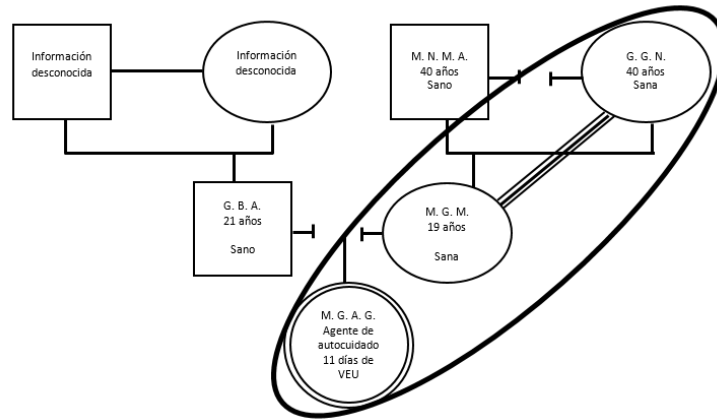 Información
desconocida
Información
desconocida
M. N. M. A.
40 años
Sano
G. G. N.
40 años
Sana
G. B. A.
21 años
Sano
M. G. M.
19 años
Sana
M. G. A. G.
Agente de
autocuidado
11 días de
VEU